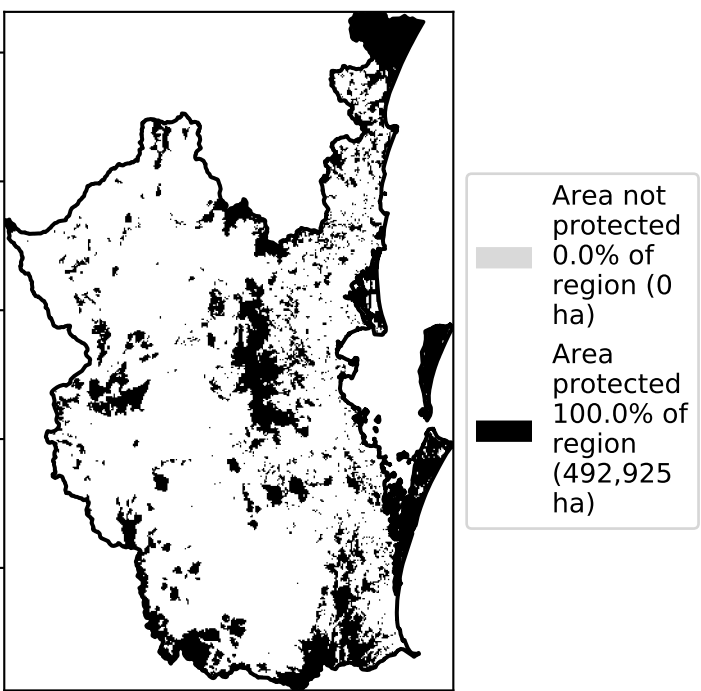 Area not
protected
0.0% of
region (0
ha)
Area
protected
100.0% of
region
(492,925
ha)